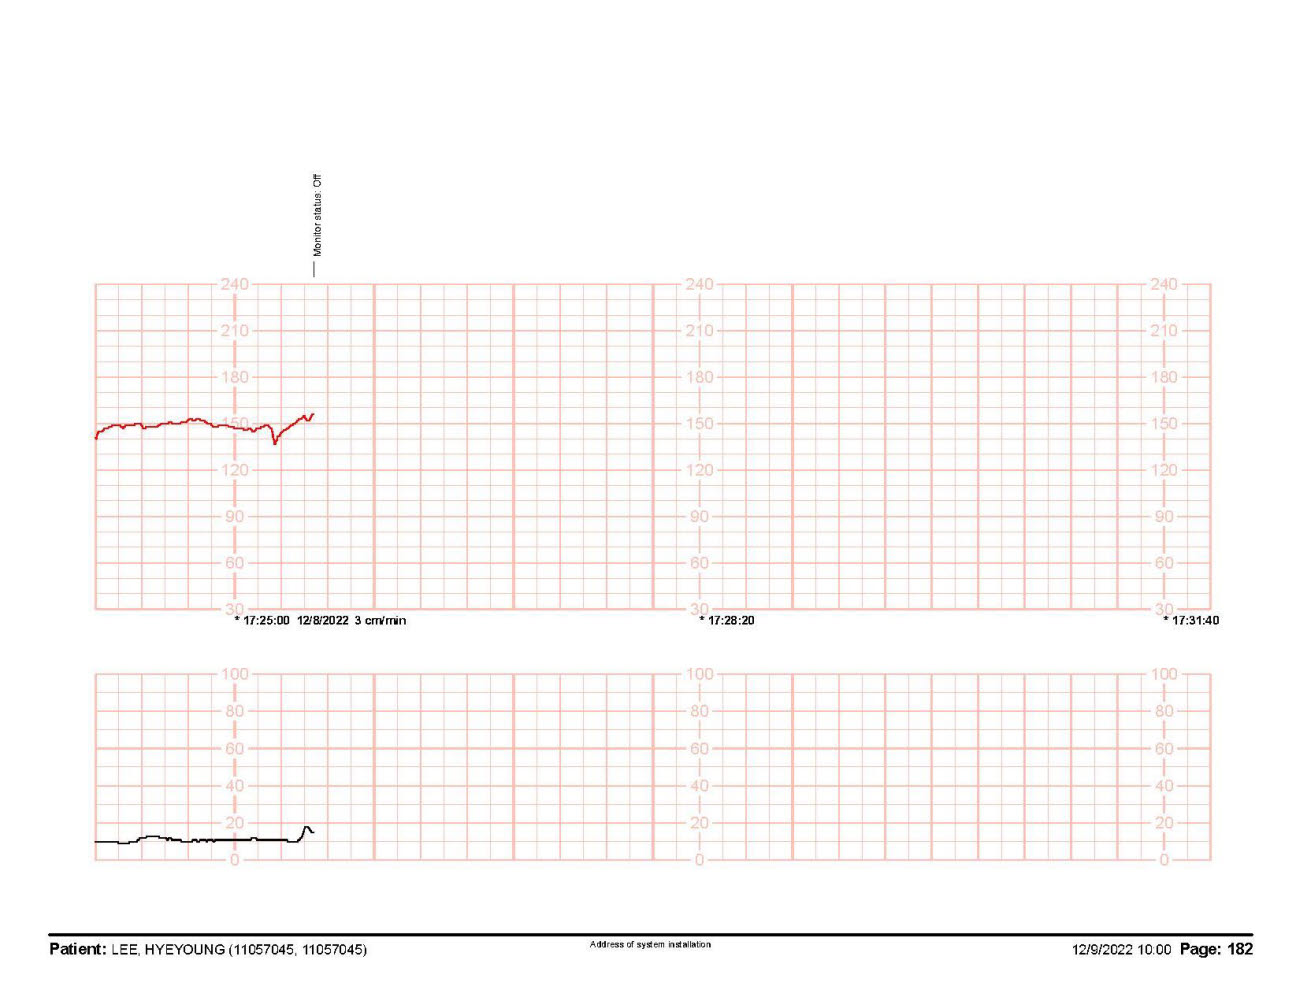 Monitor status: Off
240 240 240
210 210 210
180 180 180
150 150 150
120 120 120
90 90 90
60 60 60
30 30 30
* 17:25:00 12/8/2022 3 cm/min * 17:28:20 * 17:31:40
100 100 100
80 80 80
60 60 60
40 40 40
20 20 20
0 0 0
Patient: LEE, HYEYOUNG (11057045, 11057045) Address of system installation 12/9/2022 10:00 Page: 182